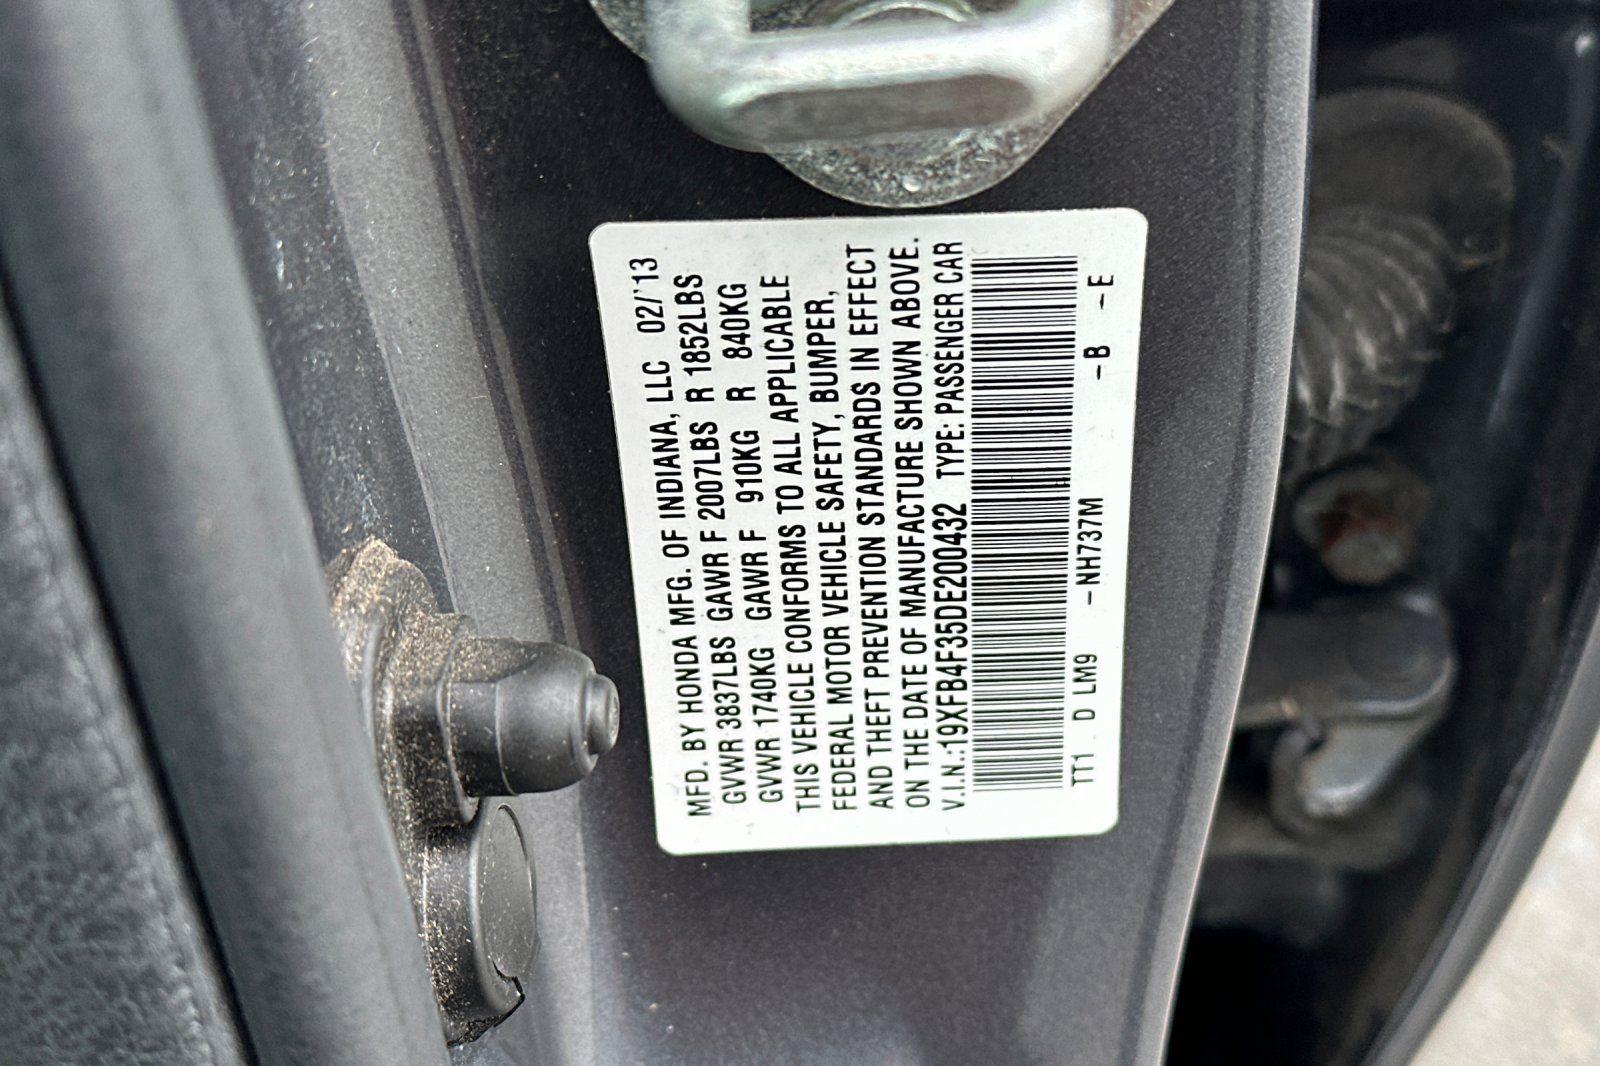 MFD. BY HONDA MFG. OF INDIANA, LLC 02/'13
GVWR 3837LBS GAWR F 2007LBS R 1852LBS
GVWR 1740KG GAWR F 910KG R 840KG
THIS VEHICLE CONFORMS TO ALL APPLICABLE
FEDERAL MOTOR VEHICLE SAFETY, BUMPER,
AND THEFT PREVENTION STANDARDS IN EFFECT
ON THE DATE OF MANUFACTURE SHOWN ABOVE.
V.I.N.:19XFB4F35DE200432 TYPE: PASSENGER CAR
TT1 . D LM9 -NH737M -B -E